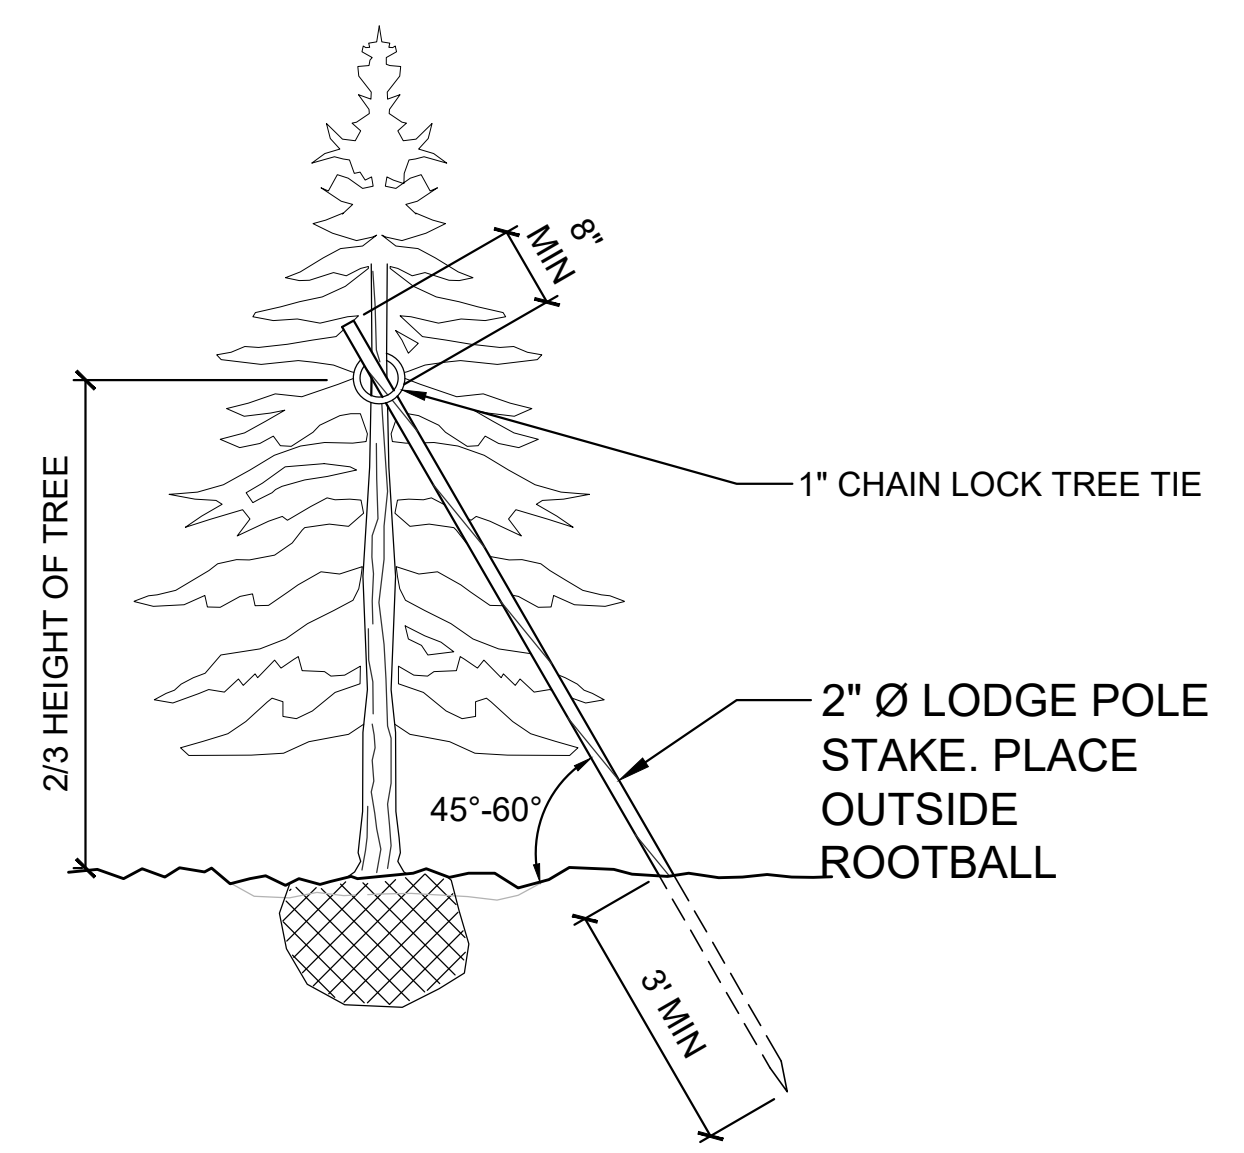 8"
MIN
1" CHAIN LOCK TREE TIE
2/3 HEIGHT OF TREE
2" Ø LODGE POLE
STAKE. PLACE
OUTSIDE
ROOTBALL
45°-60°
3' MIN